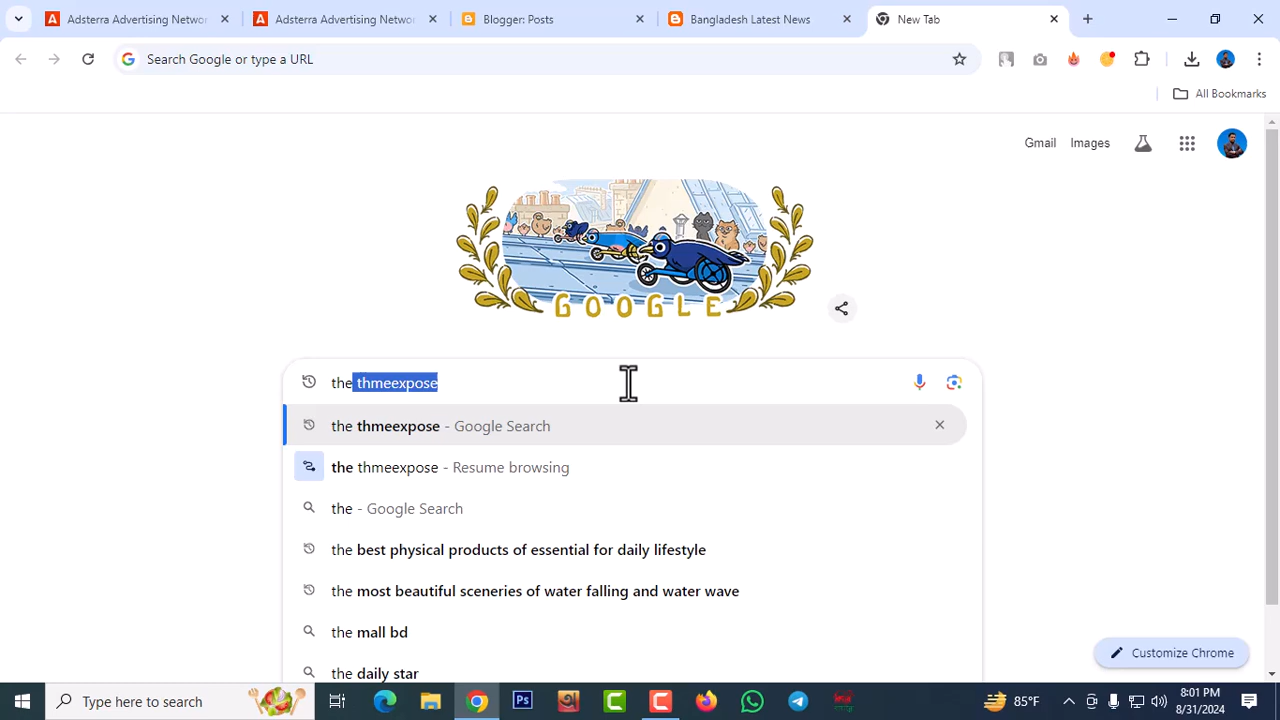 Adsterra Advertising Networ
Adsterra Advertising Networ
Blogger: Posts
Bangladesh Latest News
New Tab
Search Google or type a URL
All Bookmarks
Gmail
Images
GOOGLE
the thmeexpose
the thmeexpose - Google Search
the thmeexpose - Resume browsing
the - Google Search
the best physical products of essential for daily lifestyle
the most beautiful sceneries of water falling and water wave
the mall bd
the daily star
Customize Chrome
Type here to search
Ps
85°F
8:01 PM
8/31/2024